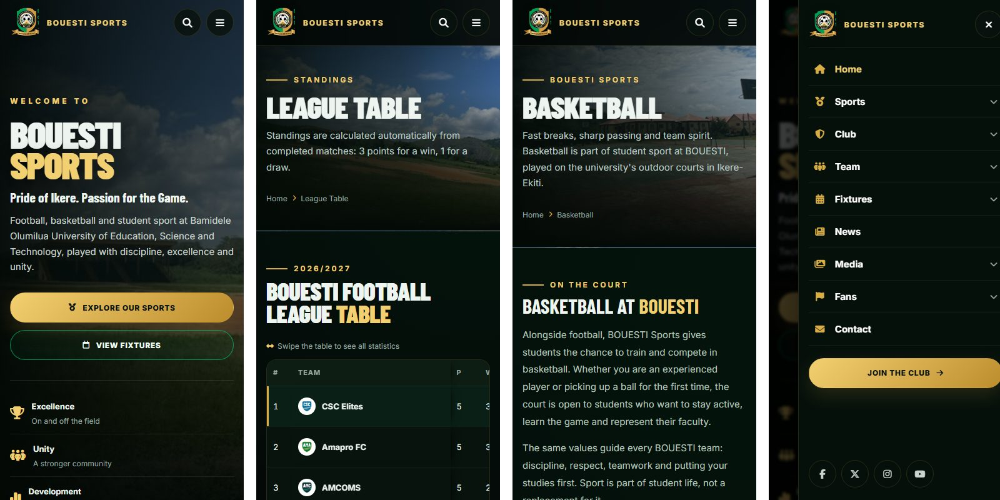 BOUESTI SPORTS
WELCOME TO
BOUESTI
SPORTS
Pride of Ikere. Passion for the Game.
Football, basketball and student sport at Bamidele
Olumilua University of Education, Science and
Technology, played with discipline, excellence and
unity.
EXPLORE OUR SPORTS
VIEW FIXTURES
Excellence
On and off the field
Unity
A stronger community
Development
BOUESTI SPORTS
STANDINGS
LEAGUE TABLE
Standings are calculated automatically from
completed matches: 3 points for a win, 1 for a
draw.
Home > League Table
2026/2027
BOUESTI FOOTBALL
LEAGUE TABLE
Swipe the table to see all statistics
# TEAM P W
1 CSC CSC Elites 5 3
2 AMA Amapro FC 5 3
3 AMC AMCOMS 5 2
BOUESTI SPORTS
BOUESTI SPORTS
BASKETBALL
Fast breaks, sharp passing and team spirit.
Basketball is part of student sport at BOUESTI,
played on the university's outdoor courts in Ikere-
Ekiti.
Home > Basketball
ON THE COURT
BASKETBALL AT BOUESTI
Alongside football, BOUESTI Sports gives
students the chance to train and compete in
basketball. Whether you are an experienced
player or picking up a ball for the first time, the
court is open to students who want to stay active,
learn the game and represent their faculty.
The same values guide every BOUESTI team:
discipline, respect, teamwork and putting your
studies first. Sport is part of student life, not a
replacement for it.
BOUESTI SPORTS
Home
Sports
Club
Team
Fixtures
News
Media
Fans
Contact
JOIN THE CLUB →